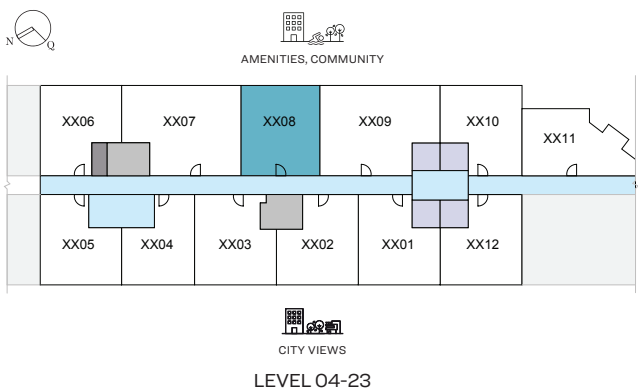 N
Q
AMENITIES, COMMUNITY
XX06 XX07 XX08 XX09 XX10 XX11
XX05 XX04 XX03 XX02 XX01 XX12
CITY VIEWS
LEVEL 04-23